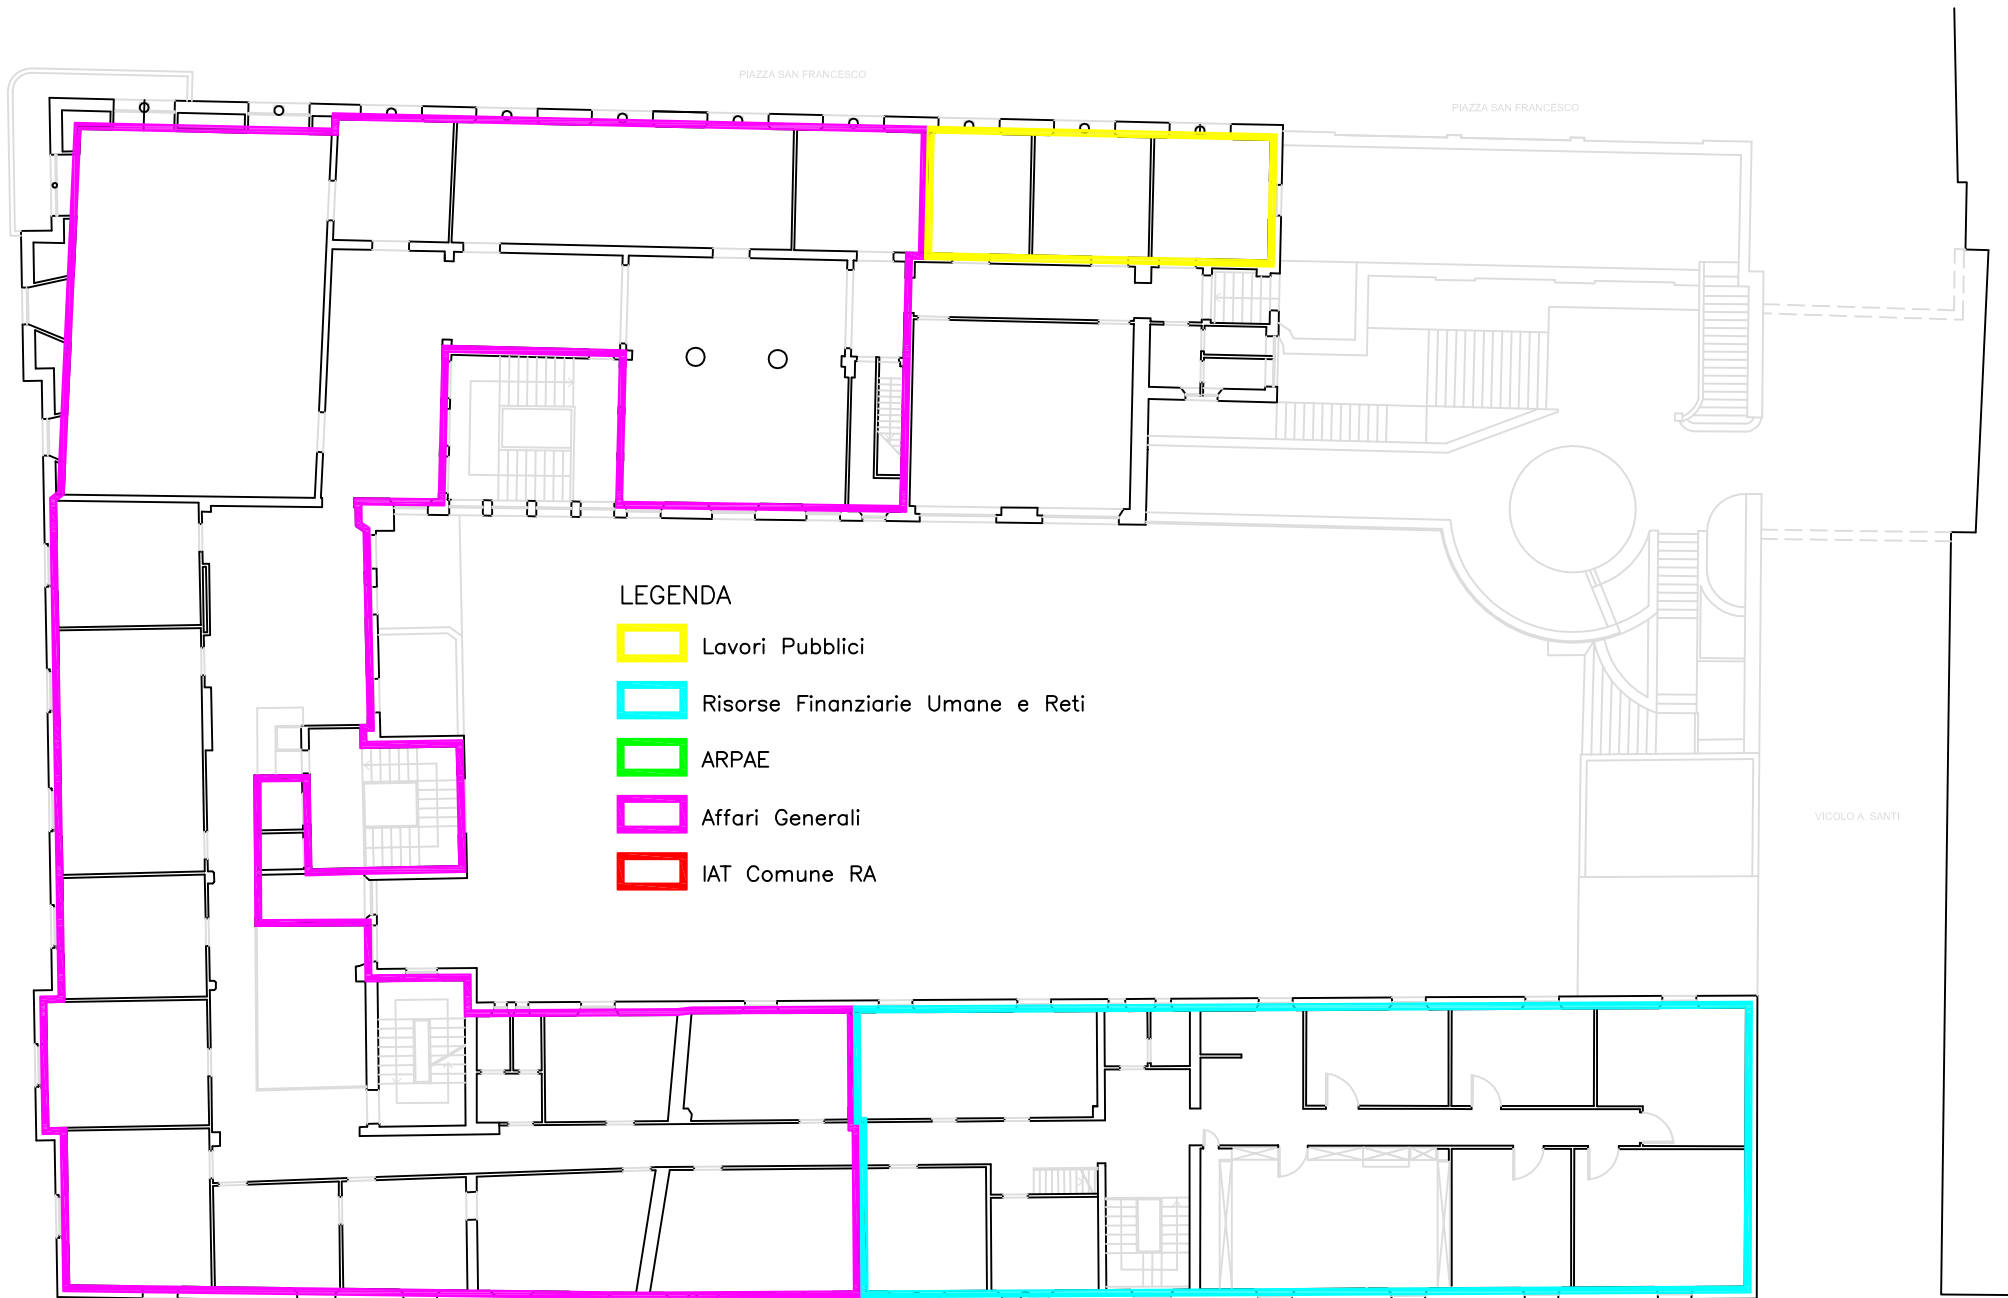 PIAZZA SAN FRANCESCO
PIAZZA SAN FRANCESCO
LEGENDA
Lavori Pubblici
Risorse Finanziarie Umane e Reti
ARPAE
Affari Generali
IAT Comune RA
VICOLO A. SANTI